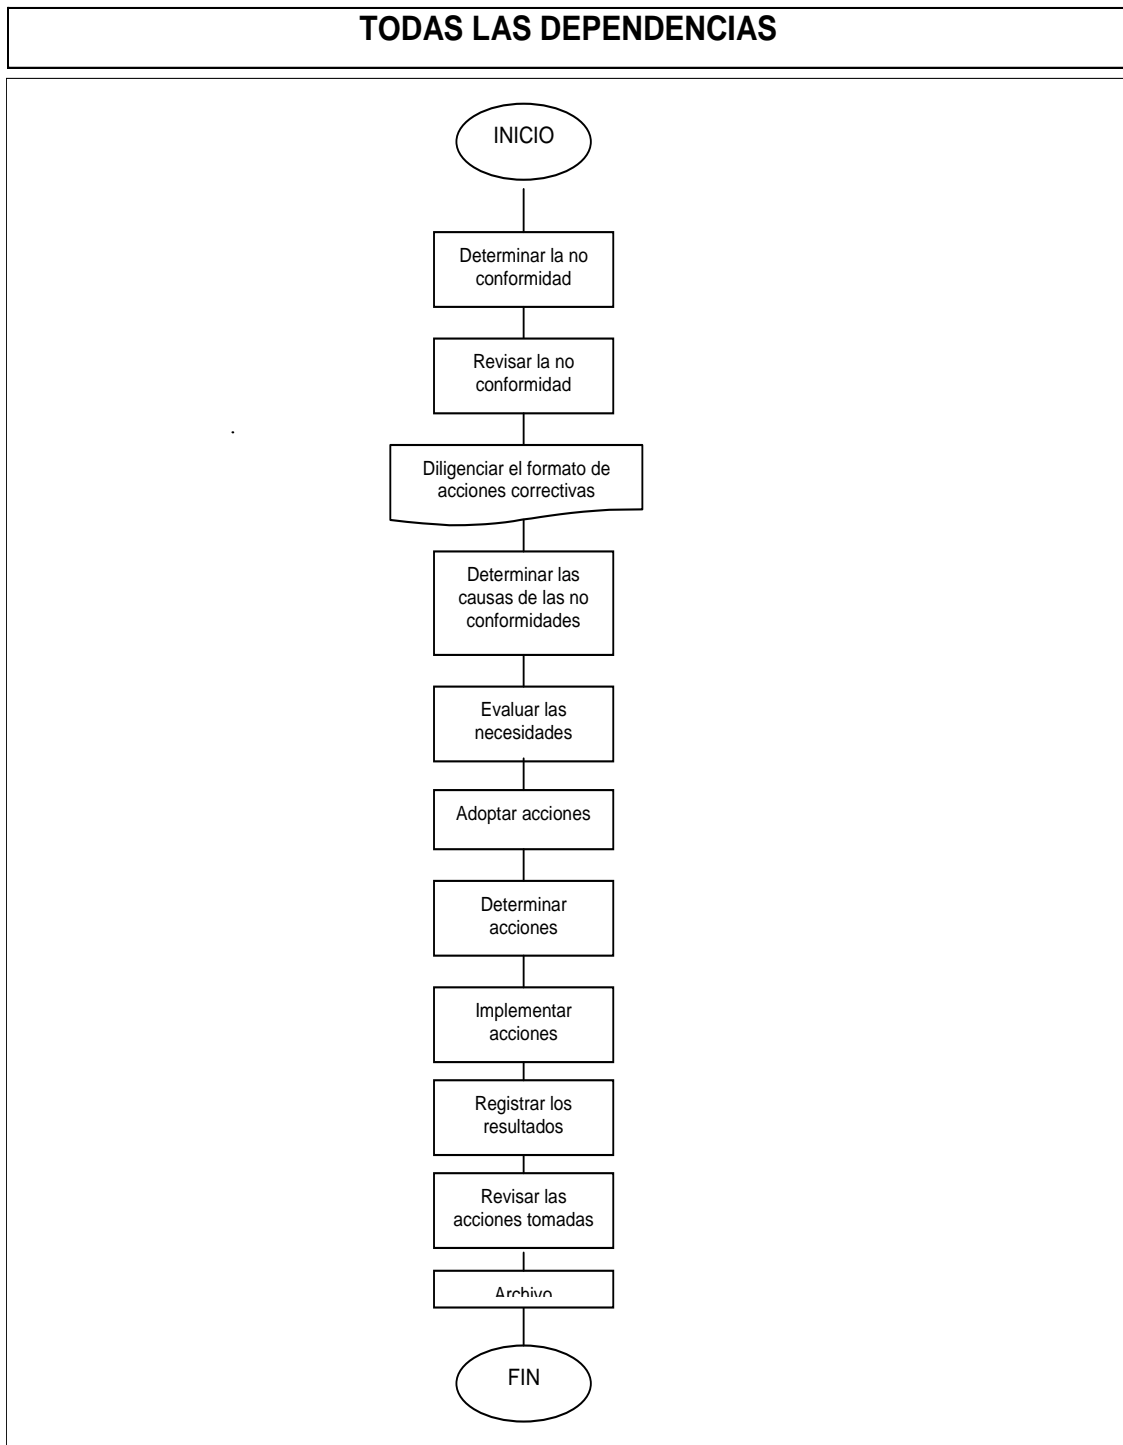 TODAS LAS DEPENDENCIAS
INICIO
Determinar la no
conformidad
Revisar la no
conformidad
Diligenciar el formato de
acciones correctivas
Determinar las
causas de las no
conformidades
Evaluar las
necesidades
Adoptar acciones
Determinar
acciones
Implementar
acciones
Registrar los
resultados
Revisar las
acciones tomadas
Archivo
FIN